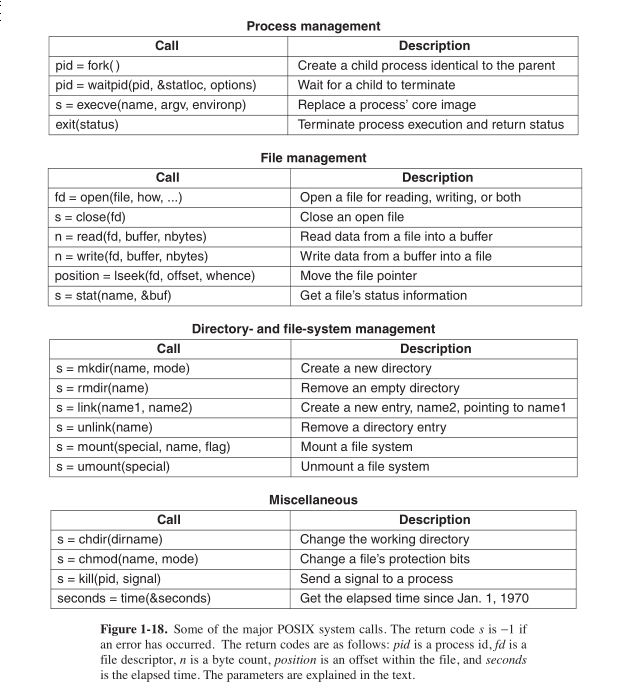 Process management
Call Description
pid = fork( ) Create a child process identical to the parent
pid = waitpid(pid, &statloc, options) Wait for a child to terminate
s = execve(name, argv, environp) Replace a process’ core image
exit(status) Terminate process execution and return status
File management
Call Description
fd = open(file, how, ...) Open a file for reading, writing, or both
s = close(fd) Close an open file
n = read(fd, buffer, nbytes) Read data from a file into a buffer
n = write(fd, buffer, nbytes) Write data from a buffer into a file
position = lseek(fd, offset, whence) Move the file pointer
s = stat(name, &buf) Get a file’s status information
Directory- and file-system management
Call Description
s = mkdir(name, mode) Create a new directory
s = rmdir(name) Remove an empty directory
s = link(name1, name2) Create a new entry, name2, pointing to name1
s = unlink(name) Remove a directory entry
s = mount(special, name, flag) Mount a file system
s = umount(special) Unmount a file system
Miscellaneous
Call Description
s = chdir(dirname) Change the working directory
s = chmod(name, mode) Change a file’s protection bits
s = kill(pid, signal) Send a signal to a process
seconds = time(&seconds) Get the elapsed time since Jan. 1, 1970
Figure 1-18. Some of the major POSIX system calls. The return code s is −1 if
an error has occurred. The return codes are as follows: pid is a process id, fd is a
file descriptor, n is a byte count, position is an offset within the file, and seconds
is the elapsed time. The parameters are explained in the text.